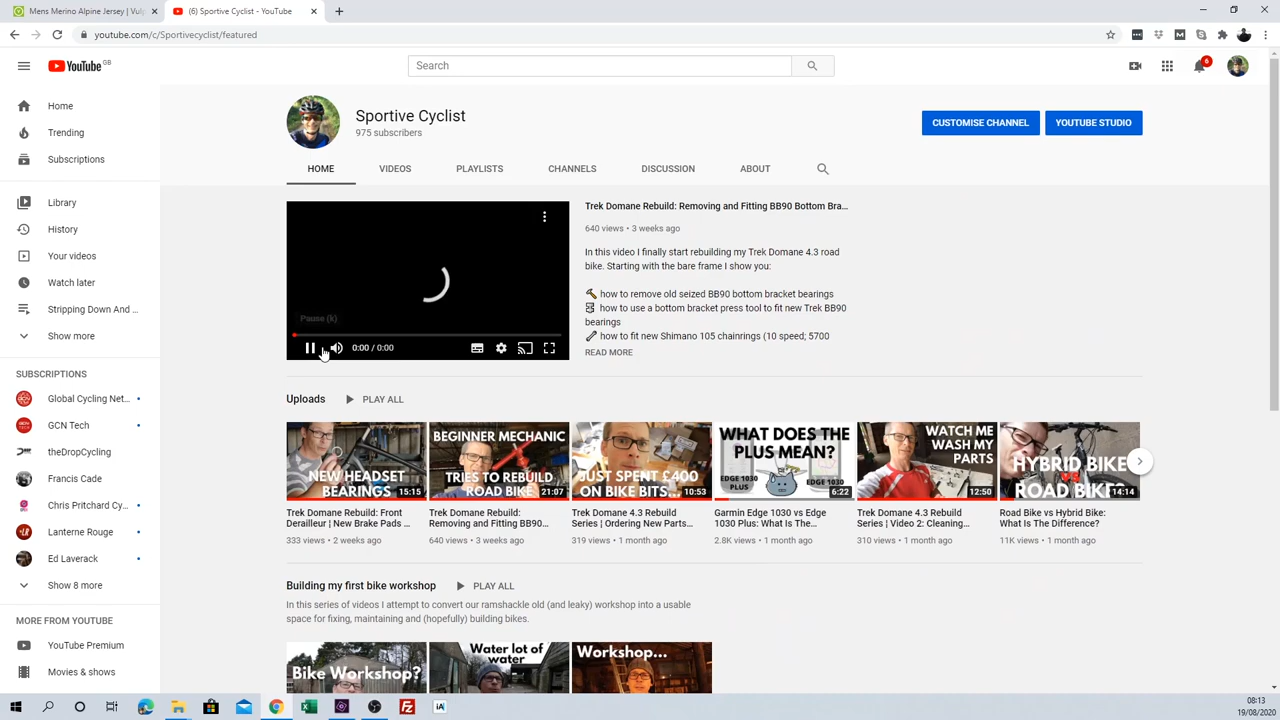 Mens Merino Alpine Jersey | Vulp
(6) Sportive Cyclist - YouTube
youtube.com/c/Sportivecyclist/featured
YouTube GB
Search
6
Home
Trending
Subscriptions
Library
History
Your videos
Watch later
Stripping Down And ...
Show more
SUBSCRIPTIONS
Global Cycling Net...
GCN Tech
theDropCycling
Francis Cade
Chris Pritchard Cy...
Lanterne Rouge
Ed Laverack
Show 8 more
MORE FROM YOUTUBE
YouTube Premium
Movies & shows
Sportive Cyclist
975 subscribers
CUSTOMISE CHANNEL
YOUTUBE STUDIO
HOME VIDEOS PLAYLISTS CHANNELS DISCUSSION ABOUT
Pause (k)
0:00 / 0:00
Trek Domane Rebuild: Removing and Fitting BB90 Bottom Bra...
640 views • 3 weeks ago
In this video I finally start rebuilding my Trek Domane 4.3 road
bike. Starting with the bare frame I show you:
how to remove old seized BB90 bottom bracket bearings
how to use a bottom bracket press tool to fit new Trek BB90
bearings
how to fit new Shimano 105 chainrings (10 speed; 5700
READ MORE
Uploads PLAY ALL
NEW HEADSET
BEARINGS
15:15
Trek Domane Rebuild: Front
Derailleur | New Brake Pads ...
333 views • 2 weeks ago
BEGINNER MECHANIC
TRIES TO REBUILD
ROAD BIKE
21:07
Trek Domane Rebuild:
Removing and Fitting BB90...
640 views • 3 weeks ago
JUST SPENT £400
ON BIKE BITS...
10:53
Trek Domane 4.3 Rebuild
Series | Ordering New Parts...
319 views • 1 month ago
WHAT DOES THE
PLUS MEAN?
EDGE 1030
PLUS
EDGE 1030
6:22
Garmin Edge 1030 vs Edge
1030 Plus: What Is The...
2.8K views • 1 month ago
WATCH ME
WASH MY
PARTS
12:50
Trek Domane 4.3 Rebuild
Series | Video 2: Cleaning...
310 views • 1 month ago
HYBRID BIKE
VS
ROAD BIKE
14:14
Road Bike vs Hybrid Bike:
What Is The Difference?
11K views • 1 month ago
Building my first bike workshop PLAY ALL
In this series of videos I attempt to convert our ramshackle old (and leaky) workshop into a usable
space for fixing, maintaining and (hopefully) building bikes.
Bike Workshop?
Water lot of
water
Workshop...
08:13
19/08/2020